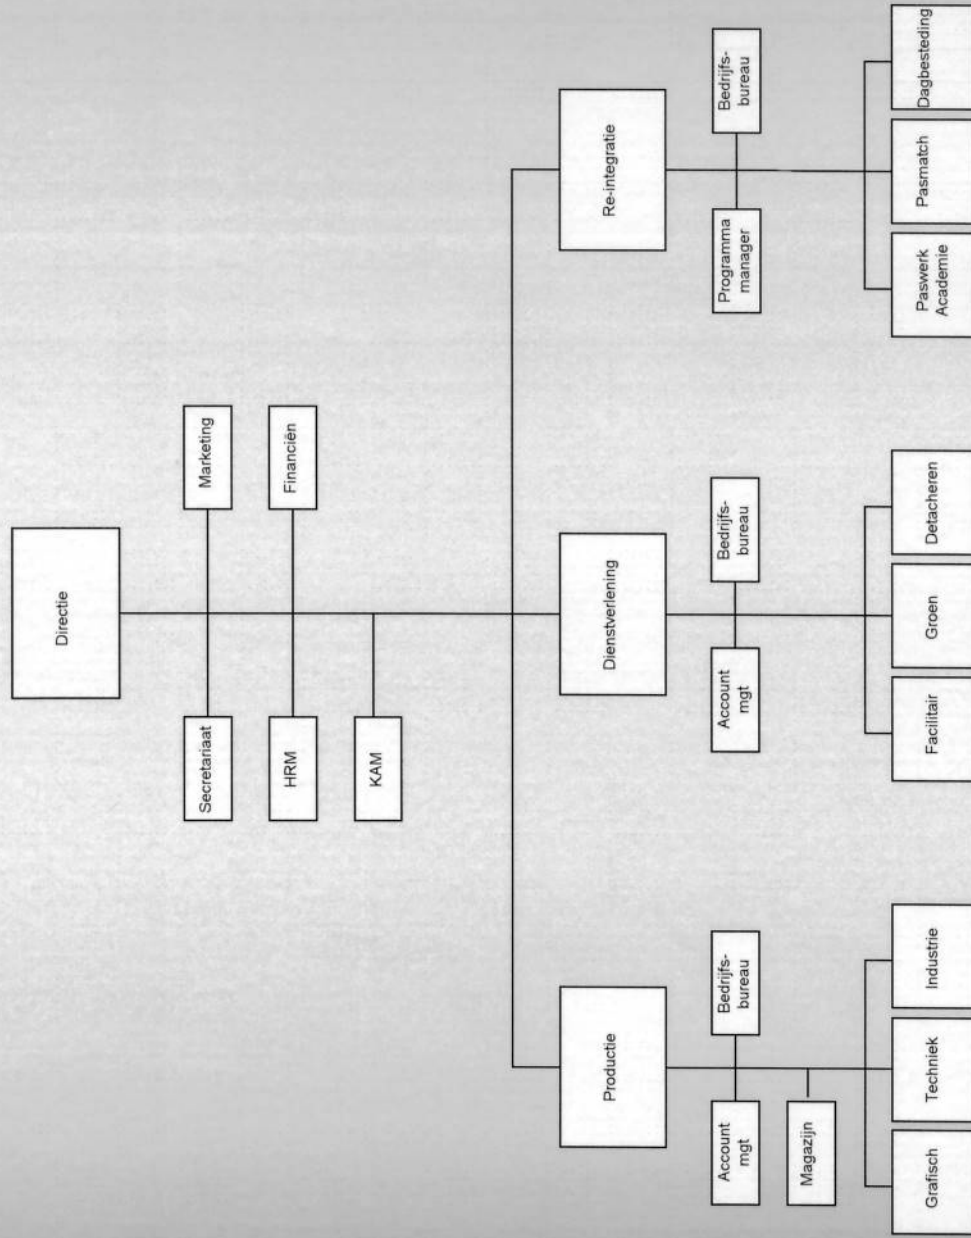 Directie
Secretariaat
Marketing
HRM
Financiën
KAM
Productie
Dienstverlening
Re-integratie
Account
mgt
Bedrijfs-
bureau
Magazijn
Account
mgt
Bedrijfs-
bureau
Programma
manager
Bedrijfs-
bureau
Grafisch
Techniek
Industrie
Facilitair
Groen
Detacheren
Paswerk
Academie
Pasmatch
Dagbesteding